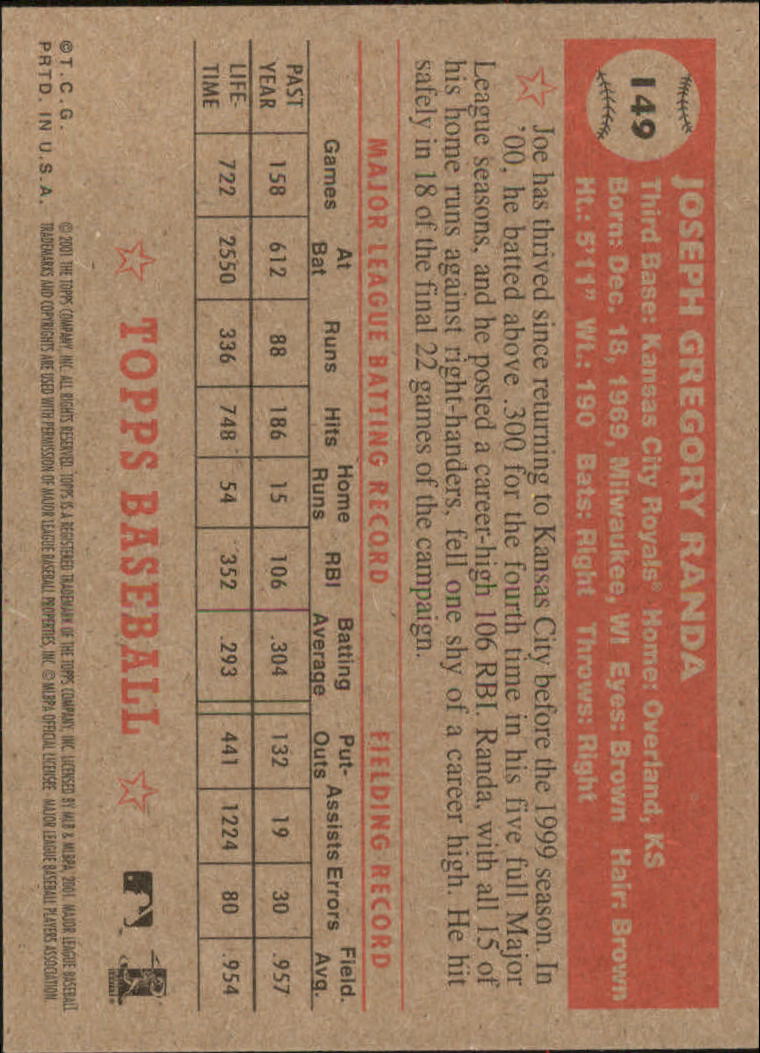 149
JOSEPH GREGORY RANDA
Third Base: Kansas City Royals® Home: Overland, KS
Born: Dec. 18, 1969, Milwaukee, WI Eyes: Brown Hair: Brown
Ht.: 5'11" Wt.: 190 Bats: Right Throws: Right
Joe has thrived since returning to Kansas City before the 1999 season. In
'00, he batted above .300 for the fourth time in his five full Major
League seasons, and he posted a career-high 106 RBI. Randa, with all 15 of
his home runs against right-handers, fell one shy of a career high. He hit
safely in 18 of the final 22 games of the campaign.
MAJOR LEAGUE BATTING RECORD FIELDING RECORD
Games At Bat Runs Hits Home Runs RBI Batting Average Put-Outs Assists Errors Field. Avg.
PAST YEAR 158 612 88 186 15 106 .304 132 19 30 .957
LIFE-TIME 722 2550 336 748 54 352 .293 441 1224 80 .954
TOPPS BASEBALL
©T.C.G. © 2001 THE TOPPS COMPANY, INC. ALL RIGHTS RESERVED. TOPPS IS A REGISTERED TRADEMARK OF THE TOPPS COMPANY, INC. LICENSED BY MLB & MLBPA 2001. MAJOR LEAGUE BASEBALL
PRTD. IN U.S.A. TRADEMARKS AND COPYRIGHTS ARE USED WITH PERMISSION OF MAJOR LEAGUE BASEBALL PROPERTIES, INC. © MLBPA OFFICIAL LICENSEE MAJOR LEAGUE BASEBALL PLAYERS ASSOCIATION.